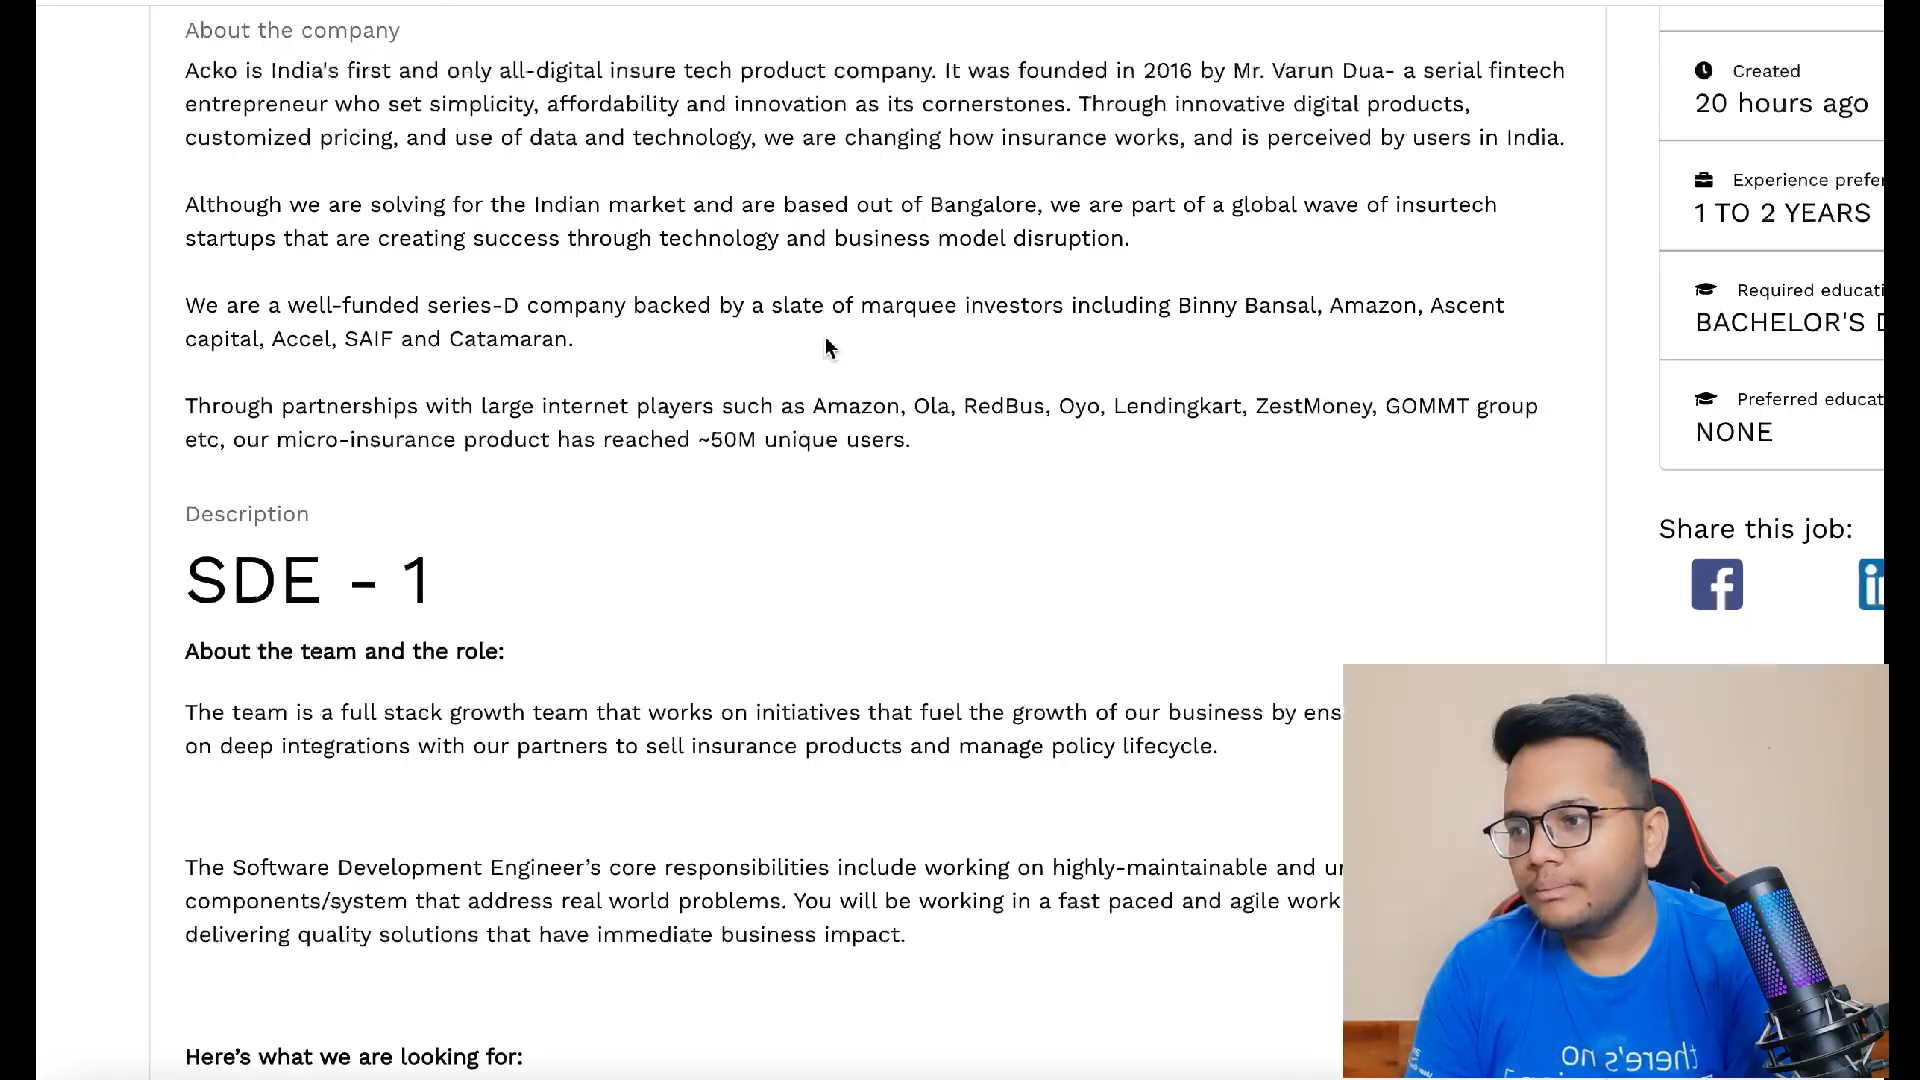 About the company
Acko is India's first and only all-digital insure tech product company. It was founded in 2016 by Mr. Varun Dua- a serial fintech
entrepreneur who set simplicity, affordability and innovation as its cornerstones. Through innovative digital products,
customized pricing, and use of data and technology, we are changing how insurance works, and is perceived by users in India.
Although we are solving for the Indian market and are based out of Bangalore, we are part of a global wave of insurtech
startups that are creating success through technology and business model disruption.
We are a well-funded series-D company backed by a slate of marquee investors including Binny Bansal, Amazon, Ascent
capital, Accel, SAIF and Catamaran.
Through partnerships with large internet players such as Amazon, Ola, RedBus, Oyo, Lendingkart, ZestMoney, GOMMT group
etc, our micro-insurance product has reached ~50M unique users.
Description
SDE - 1
About the team and the role:
The team is a full stack growth team that works on initiatives that fuel the growth of our business by ens
on deep integrations with our partners to sell insurance products and manage policy lifecycle.
The Software Development Engineer’s core responsibilities include working on highly-maintainable and un
components/system that address real world problems. You will be working in a fast paced and agile work
delivering quality solutions that have immediate business impact.
Here’s what we are looking for:
Created
20 hours ago
Experience prefer
1 TO 2 YEARS
Required educati
BACHELOR'S D
Preferred educat
NONE
Share this job:
f
in
there's no